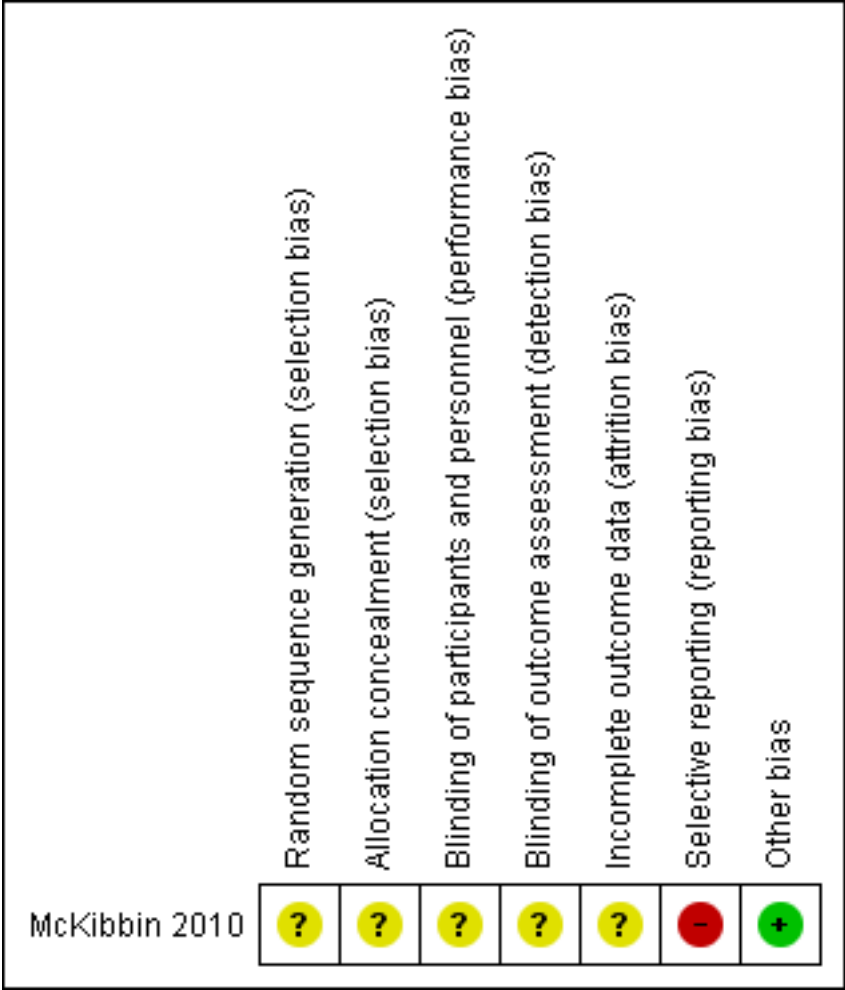 Random sequence generation (selection bias)
Allocation concealment (selection bias)
Blinding of participants and personnel (performance bias)
Blinding of outcome assessment (detection bias)
Incomplete outcome data (attrition bias)
Selective reporting (reporting bias)
Other bias
McKibbin 2010 ? ? ? ? ? - +